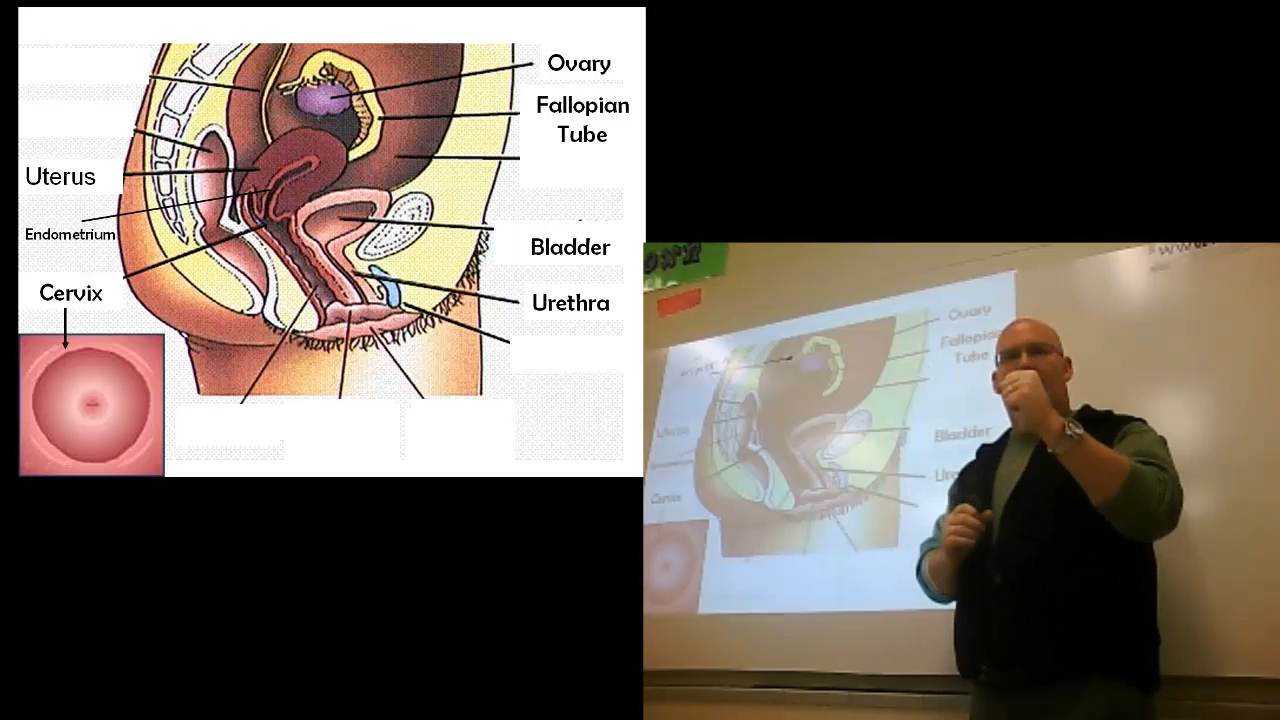 Ovary
Fallopian
Tube
Uterus
Endometrium
Bladder
Cervix
Urethra
Ovary
Fallopian
Tube
Uterus
Bladder
Cervix